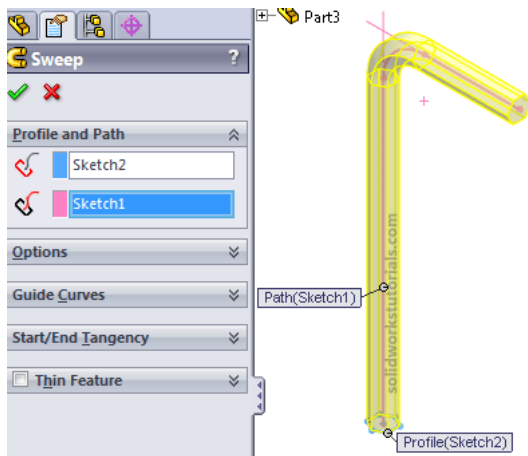 Part3
Sweep
?
Profile and Path
Sketch2
Sketch1
Options
Guide Curves
Start/End Tangency
Thin Feature
Path(Sketch1)
solidworkstutorials.com
Profile(Sketch2)